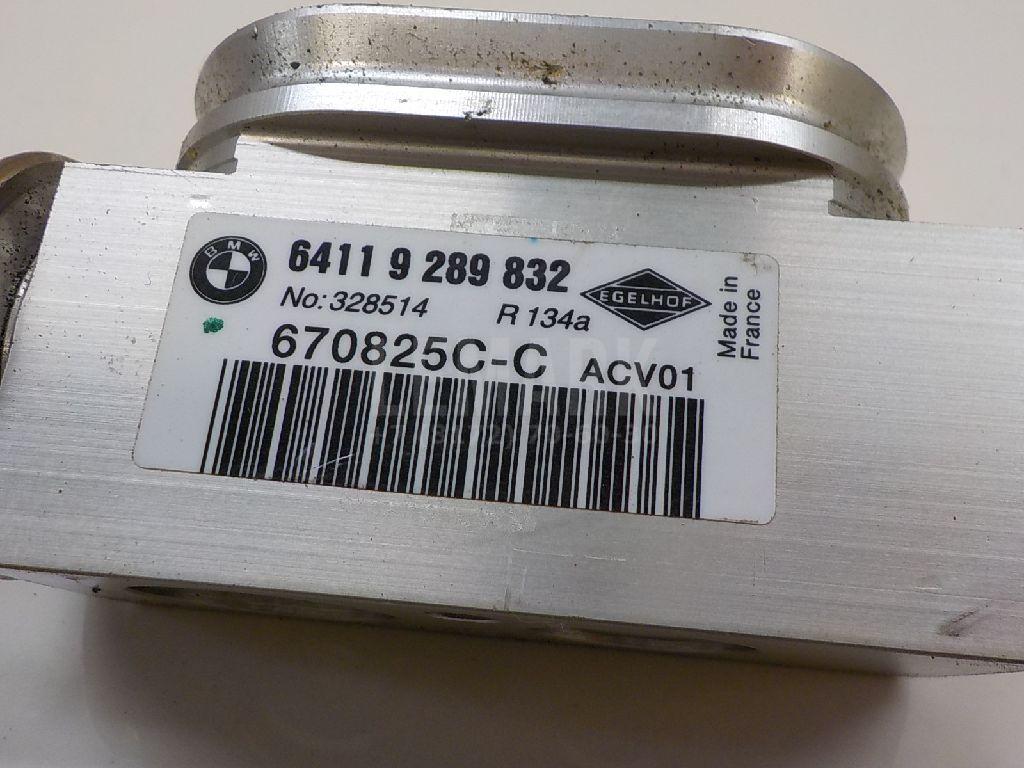 BMW
6411 9 289 832
No: 328514
R 134a
EGELHOF
Made in
France
670825C-C ACV01